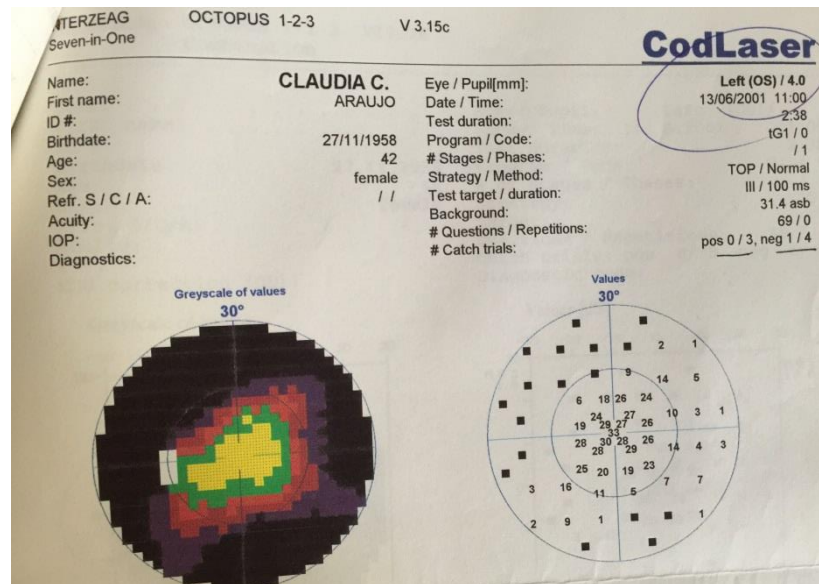 NTERZEAG OCTOPUS 1-2-3 V 3.15c
Seven-in-One
CodLaser
Name: CLAUDIA C.
First name: ARAUJO
ID #:
Birthdate: 27/11/1958
Age: 42
Sex: female
Refr. S / C / A: / /
Acuity:
IOP:
Diagnostics:
Eye / Pupil[mm]: Left (OS) / 4.0
Date / Time: 13/06/2001 11:00
Test duration: 2:38
Program / Code: tG1 / 0
# Stages / Phases: / 1
Strategy / Method: TOP / Normal
Test target / duration: III / 100 ms
Background: 31.4 asb
# Questions / Repetitions: 69 / 0
# Catch trials: pos 0 / 3, neg 1 / 4
Greyscale of values
30°
Values
30°
2 1
9 14 5
6 18 26 24
24 27 10 3 1
19 29 27 26
33
28 30 28 26
28 29 14 4 3
25 20 19 23
3 16 11 5 7 7
2 9 1 1